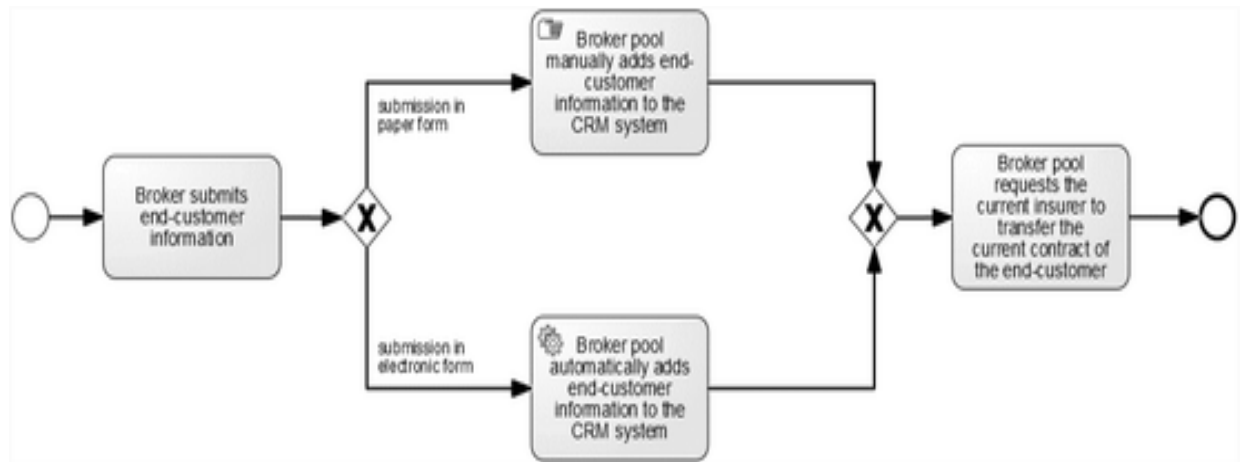 Broker submits
end-customer
information
X
submission in
paper form
Broker pool
manually adds end-
customer
information to the
CRM system
submission in
electronic form
Broker pool
automatically adds
end-customer
information to the
CRM system
X
Broker pool
requests the
current insurer to
transfer the
current contract of
the end-customer